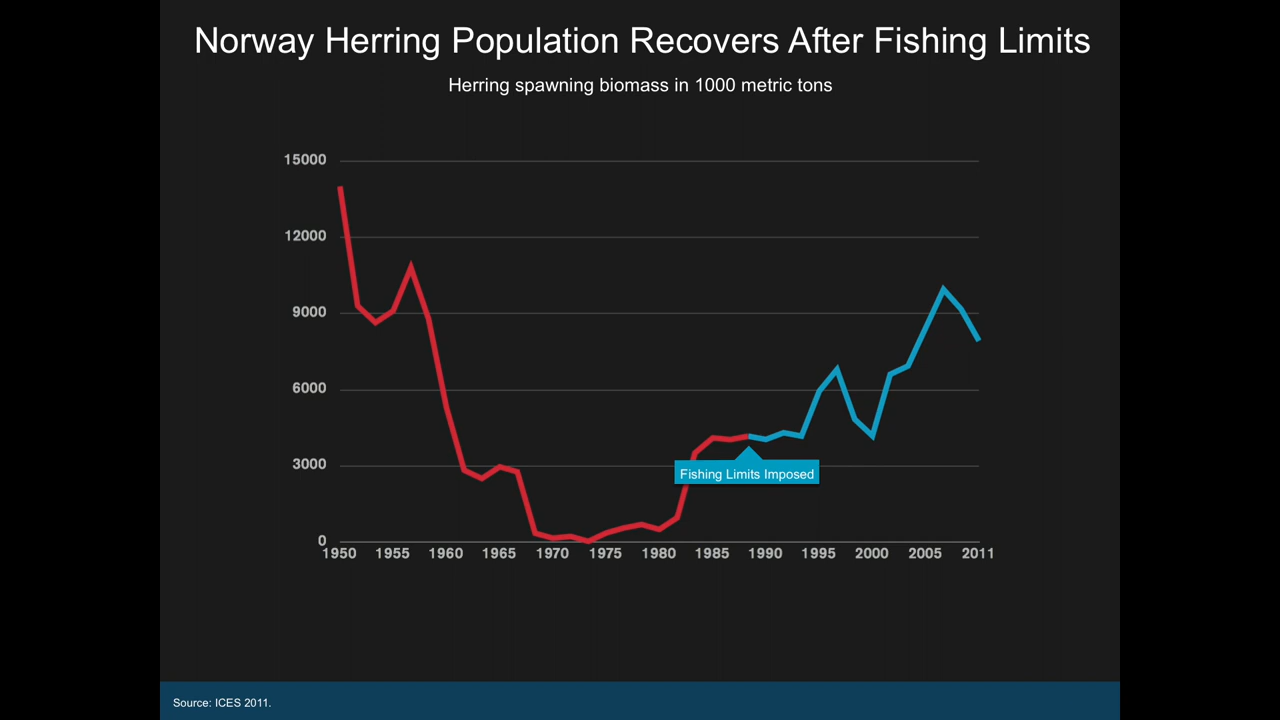 Norway Herring Population Recovers After Fishing Limits
Herring spawning biomass in 1000 metric tons
15000
12000
9000
6000
3000
0
Fishing Limits Imposed
1950 1955 1960 1965 1970 1975 1980 1985 1990 1995 2000 2005 2011
Source: ICES 2011.